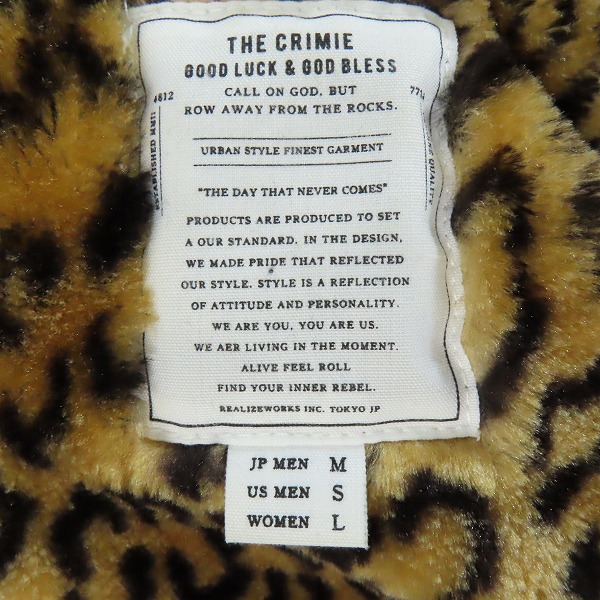 THE CRIMIE
GOOD LUCK & GOD BLESS
CALL ON GOD. BUT
ROW AWAY FROM THE ROCKS.
URBAN STYLE FINEST GARMENT
"THE DAY THAT NEVER COMES"
PRODUCTS ARE PRODUCED TO SET
A OUR STANDARD. IN THE DESIGN,
WE MADE PRIDE THAT REFLECTED
OUR STYLE. STYLE IS A REFLECTION
OF ATTITUDE AND PERSONALITY.
WE ARE YOU, YOU ARE US.
WE AER LIVING IN THE MOMENT.
ALIVE FEEL ROLL
FIND YOUR INNER REBEL.
REALIZEWORKS INC. TOKYO JP
ESTABLISHED MMII
4612
QUALITY
JP MEN M
US MEN S
WOMEN L